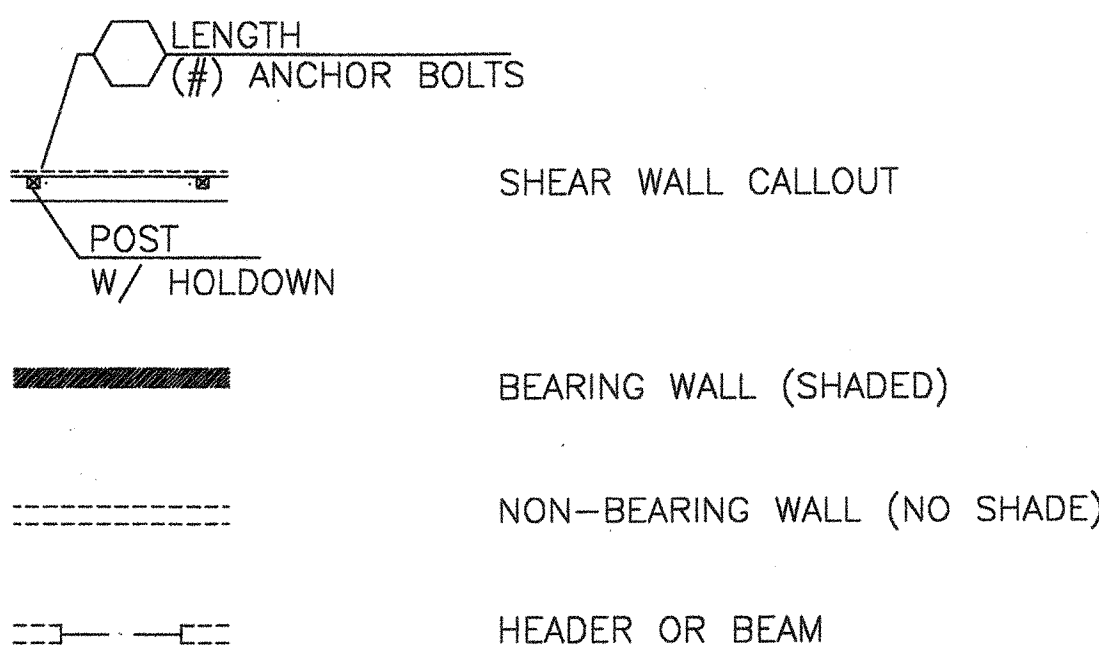 LENGTH
(#) ANCHOR BOLTS
SHEAR WALL CALLOUT
POST
W/ HOLDOWN
BEARING WALL (SHADED)
NON-BEARING WALL (NO SHADE)
HEADER OR BEAM